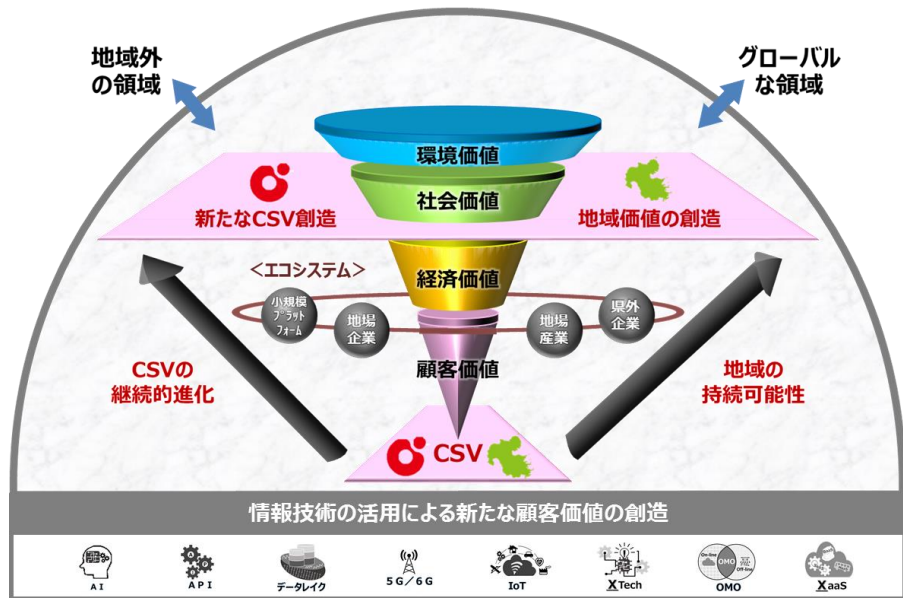 地域外
の領域
グローバル
な領域
環境価値
社会価値
新たなCSV創造
地域価値の創造
＜エコシステム＞
経済価値
小規模
プラット
フォーム
地場
企業
地場
産業
県外
企業
顧客価値
CSVの
継続的進化
地域の
持続可能性
CSV
情報技術の活用による新たな顧客価値の創造
AI
API
データレイク
5G／6G
IoT
XTech
On-line
OMO
Off-line
OMO
XaaS